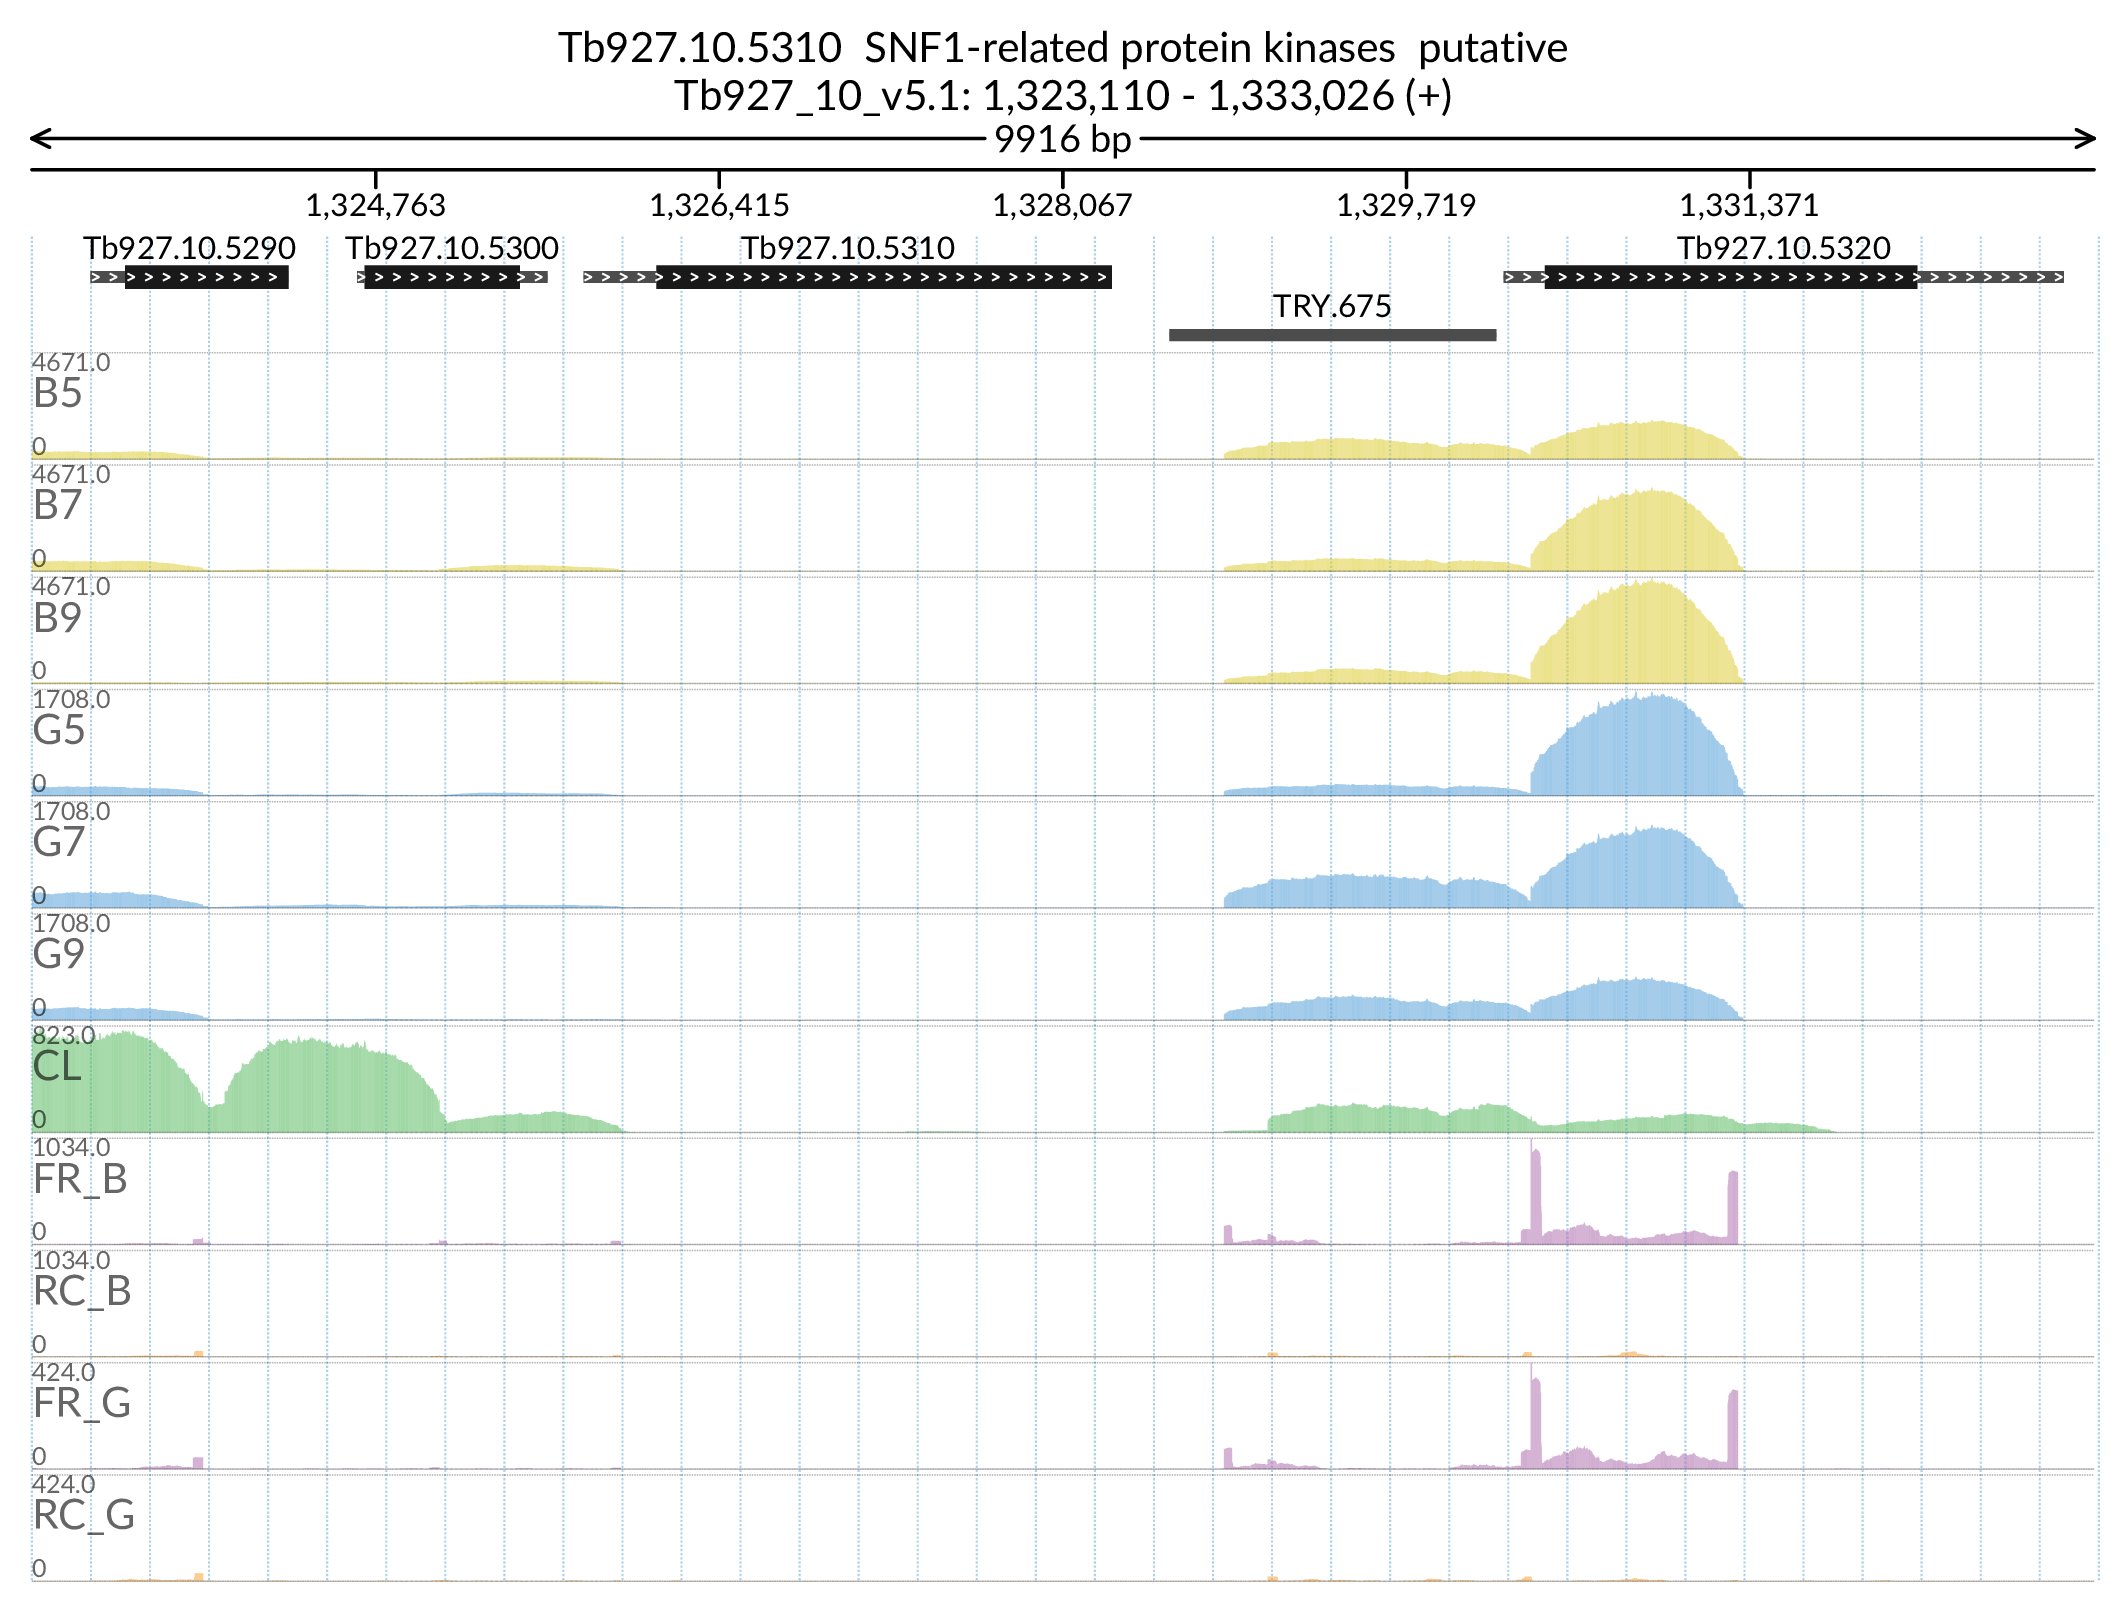 Tb927.10.5310  SNF1-related protein kinases  putative
Tb927_10_v5.1: 1,323,110 - 1,333,026 (+)
9916 bp
1,324,763 1,326,415 1,328,067 1,329,719 1,331,371
Tb927.10.5290 Tb927.10.5300 Tb927.10.5310 Tb927.10.5320
TRY.675
4671.0
B5
0
4671.0
B7
0
4671.0
B9
0
1708.0
G5
0
1708.0
G7
0
1708.0
G9
0
823.0
CL
0
1034.0
FR_B
0
1034.0
RC_B
0
424.0
FR_G
0
424.0
RC_G
0